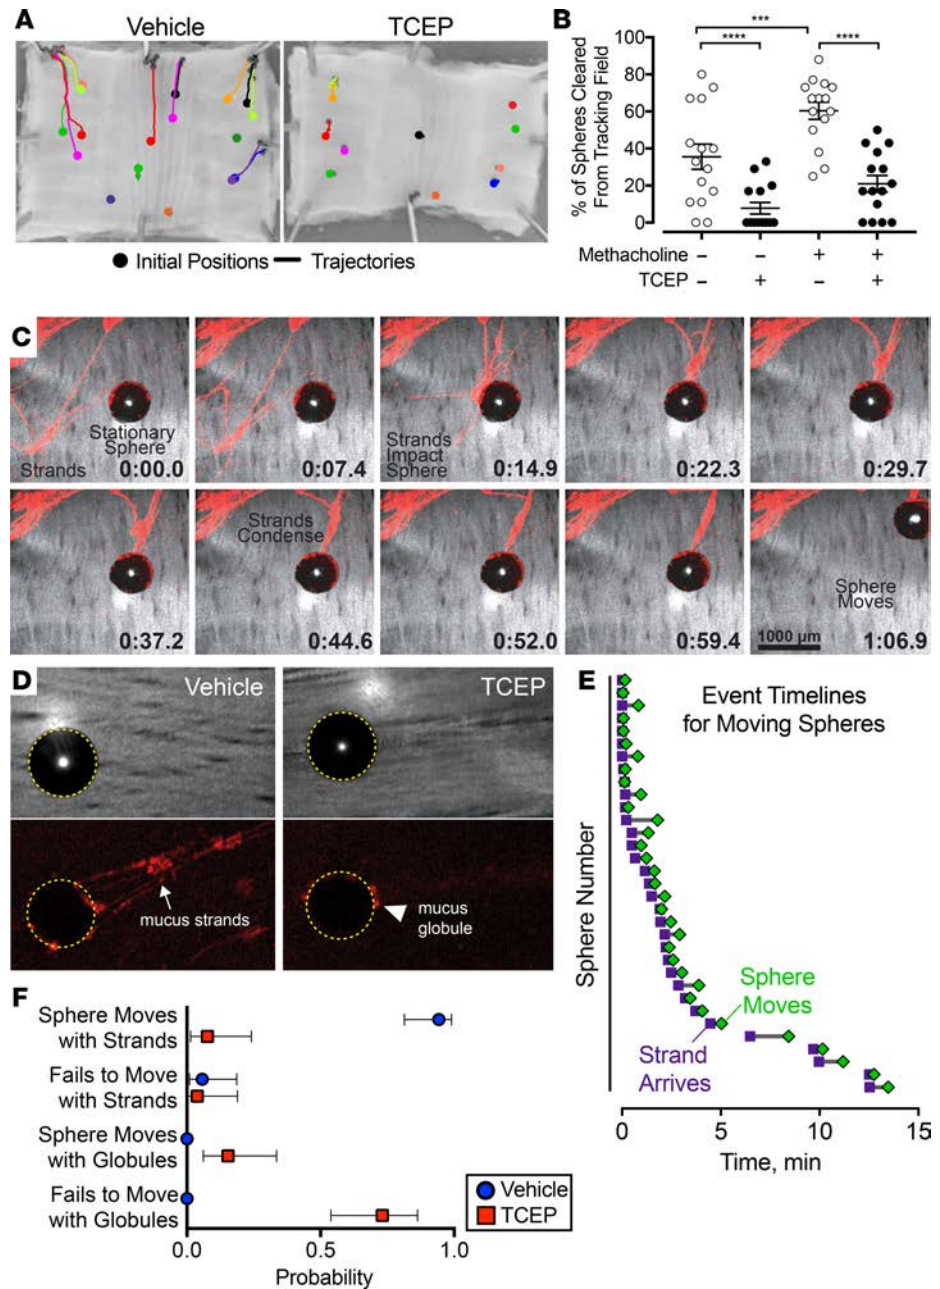 A
Vehicle
TCEP
Initial Positions
Trajectories
B
% of Spheres Cleared
From Tracking Field
100
80
60
40
20
0
***
****
****
Methacholine – – + +
TCEP – + – +
C
Stationary
Sphere
Strands
0:00.0
0:07.4
Strands
Impact
Sphere
0:14.9
0:22.3
0:29.7
0:37.2
Strands
Condense
0:44.6
0:52.0
0:59.4
Sphere
Moves
1000 µm
1:06.9
D
Vehicle
TCEP
mucus strands
mucus
globule
E
Event Timelines
for Moving Spheres
Sphere Number
Sphere
Moves
Strand
Arrives
0 5 10 15
Time, min
F
Sphere Moves
with Strands
Fails to Move
with Strands
Sphere Moves
with Globules
Fails to Move
with Globules
Vehicle
TCEP
0.0 0.5 1.0
Probability